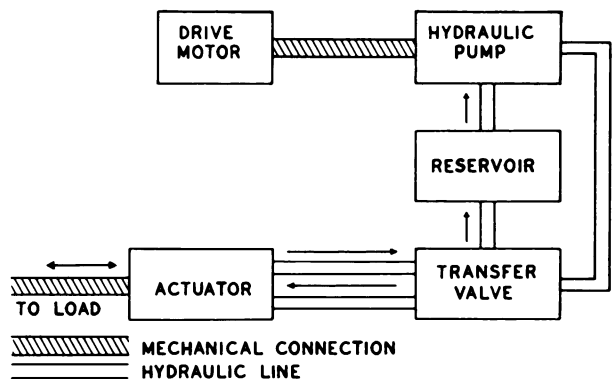 DRIVE
MOTOR
HYDRAULIC
PUMP
RESERVOIR
ACTUATOR
TRANSFER
VALVE
TO LOAD
MECHANICAL CONNECTION
HYDRAULIC LINE